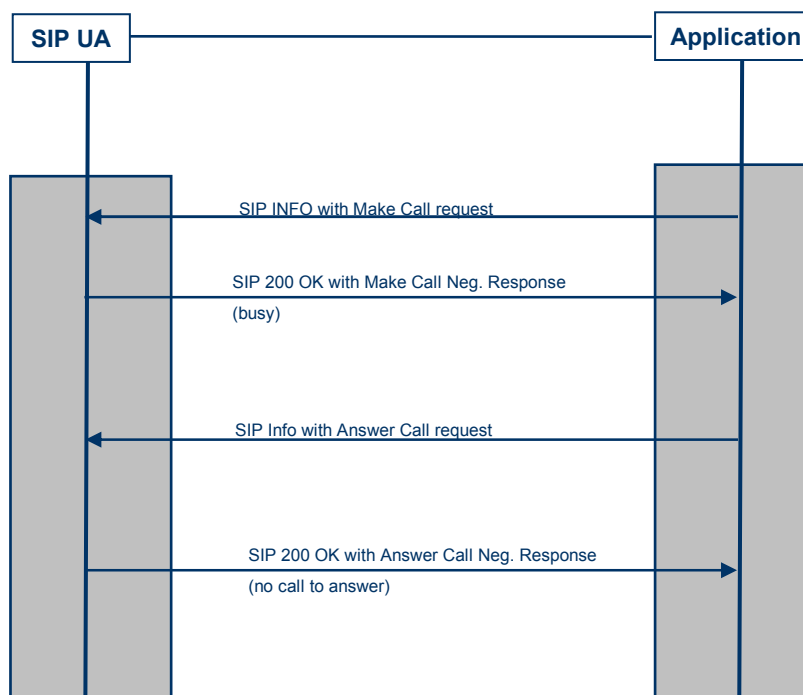 SIP UA
Application
SIP INFO with Make Call request
SIP 200 OK with Make Call Neg. Response
(busy)
SIP Info with Answer Call request
SIP 200 OK with Answer Call Neg. Response
(no call to answer)